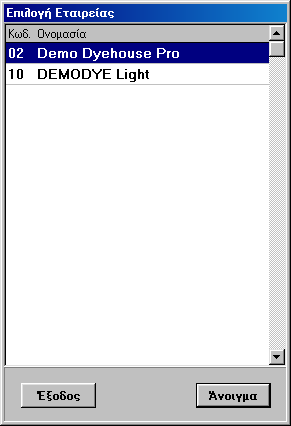 Επιλογή Εταιρείας
Κωδ. Ονομασία
02 Demo Dyehouse Pro
10 DEMODYE Light
Έξοδος Άνοιγμα